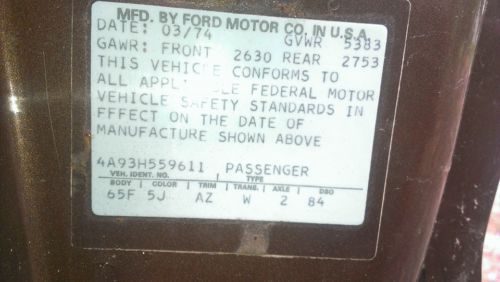 MFD. BY FORD MOTOR CO. IN U.S.A.
DATE: 03/74 GVWR 5383
GAWR: FRONT 2630 REAR 2753
THIS VEHICLE CONFORMS TO
ALL APPL BLE FEDERAL MOTOR
VEHICLE SAFETY STANDARDS IN
EFFECT ON THE DATE OF
MANUFACTURE SHOWN ABOVE
4A93H559611 PASSENGER
VEH. IDENT. NO. TYPE
BODY COLOR TRIM TRANS. AXLE DSO
65F 5J AZ W 2 84